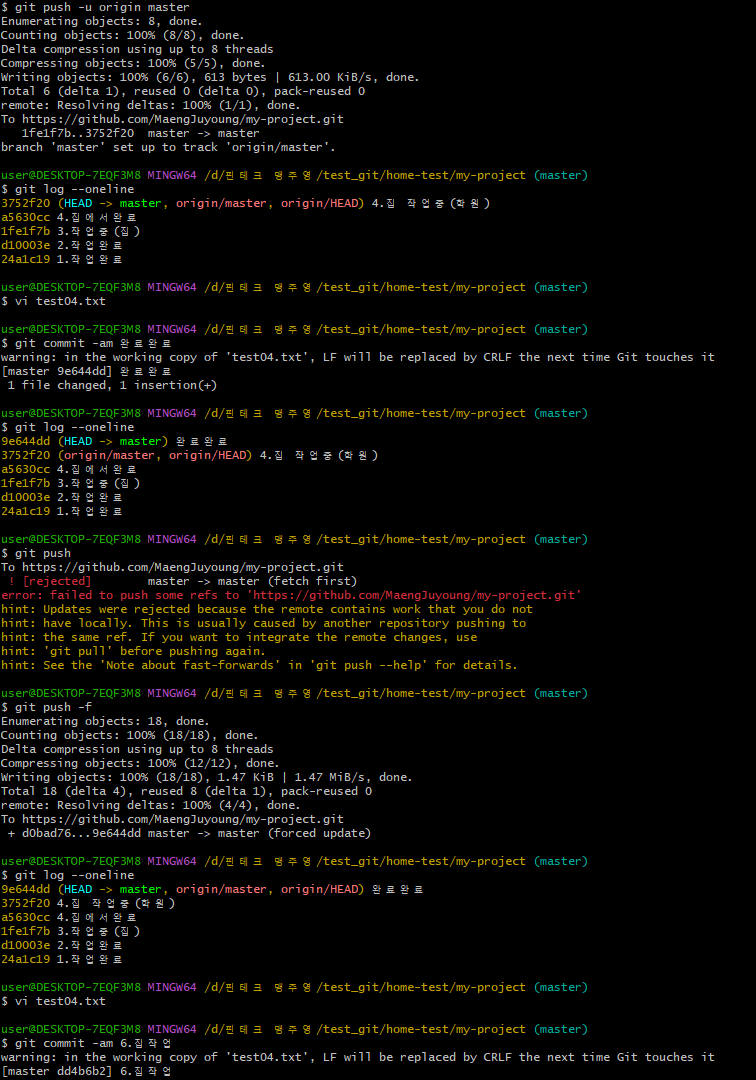 $ git push -u origin master
Enumerating objects: 8, done.
Counting objects: 100% (8/8), done.
Delta compression using up to 8 threads
Compressing objects: 100% (5/5), done.
Writing objects: 100% (6/6), 613 bytes | 613.00 KiB/s, done.
Total 6 (delta 1), reused 0 (delta 0), pack-reused 0
remote: Resolving deltas: 100% (1/1), done.
To https://github.com/MaengJuyoung/my-project.git
   1fe1f7b..3752f20  master -> master
branch 'master' set up to track 'origin/master'.

user@DESKTOP-7EQF3M8 MINGW64 /d/핀테크 맹주영/test_git/home-test/my-project (master)
$ git log --oneline
3752f20 (HEAD -> master, origin/master, origin/HEAD) 4.집 작업중(학원)
a5630cc 4.집에서완료
1fe1f7b 3.작업중(집)
d10003e 2.작업완료
24a1c19 1.작업완료

user@DESKTOP-7EQF3M8 MINGW64 /d/핀테크 맹주영/test_git/home-test/my-project (master)
$ vi test04.txt

user@DESKTOP-7EQF3M8 MINGW64 /d/핀테크 맹주영/test_git/home-test/my-project (master)
$ git commit -am 완료완료
warning: in the working copy of 'test04.txt', LF will be replaced by CRLF the next time Git touches it
[master 9e644dd] 완료완료
 1 file changed, 1 insertion(+)

user@DESKTOP-7EQF3M8 MINGW64 /d/핀테크 맹주영/test_git/home-test/my-project (master)
$ git log --oneline
9e644dd (HEAD -> master) 완료완료
3752f20 (origin/master, origin/HEAD) 4.집 작업중(학원)
a5630cc 4.집에서완료
1fe1f7b 3.작업중(집)
d10003e 2.작업완료
24a1c19 1.작업완료

user@DESKTOP-7EQF3M8 MINGW64 /d/핀테크 맹주영/test_git/home-test/my-project (master)
$ git push
To https://github.com/MaengJuyoung/my-project.git
 ! [rejected]        master -> master (fetch first)
error: failed to push some refs to 'https://github.com/MaengJuyoung/my-project.git'
hint: Updates were rejected because the remote contains work that you do not
hint: have locally. This is usually caused by another repository pushing to
hint: the same ref. If you want to integrate the remote changes, use
hint: 'git pull' before pushing again.
hint: See the 'Note about fast-forwards' in 'git push --help' for details.

user@DESKTOP-7EQF3M8 MINGW64 /d/핀테크 맹주영/test_git/home-test/my-project (master)
$ git push -f
Enumerating objects: 18, done.
Counting objects: 100% (18/18), done.
Delta compression using up to 8 threads
Compressing objects: 100% (12/12), done.
Writing objects: 100% (18/18), 1.47 KiB | 1.47 MiB/s, done.
Total 18 (delta 4), reused 8 (delta 1), pack-reused 0
remote: Resolving deltas: 100% (4/4), done.
To https://github.com/MaengJuyoung/my-project.git
 + d0bad76...9e644dd master -> master (forced update)

user@DESKTOP-7EQF3M8 MINGW64 /d/핀테크 맹주영/test_git/home-test/my-project (master)
$ git log --oneline
9e644dd (HEAD -> master, origin/master, origin/HEAD) 완료완료
3752f20 4.집 작업중(학원)
a5630cc 4.집에서완료
1fe1f7b 3.작업중(집)
d10003e 2.작업완료
24a1c19 1.작업완료

user@DESKTOP-7EQF3M8 MINGW64 /d/핀테크 맹주영/test_git/home-test/my-project (master)
$ vi test04.txt

user@DESKTOP-7EQF3M8 MINGW64 /d/핀테크 맹주영/test_git/home-test/my-project (master)
$ git commit -am 6.집작업
warning: in the working copy of 'test04.txt', LF will be replaced by CRLF the next time Git touches it
[master dd4b6b2] 6.집작업